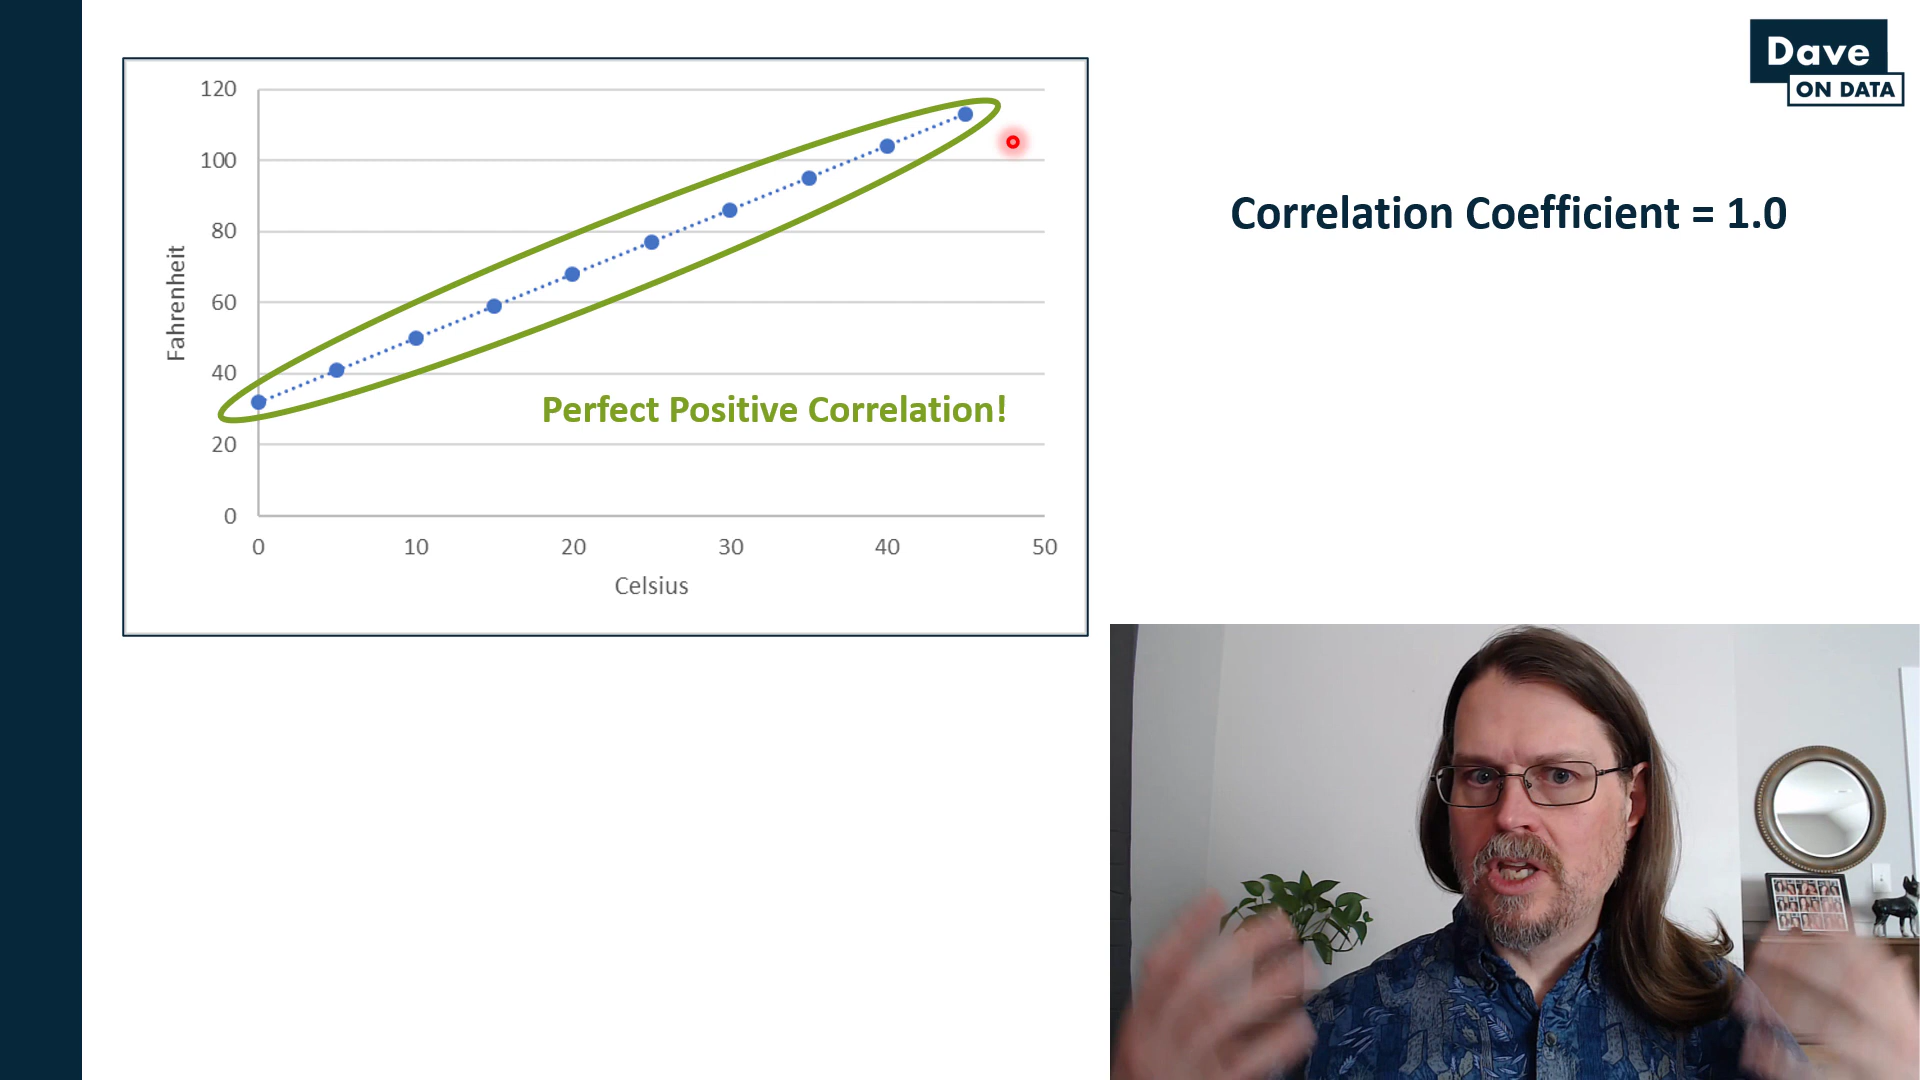 Dave
ON DATA
120
100
80
60
40
20
0
Fahrenheit
0 10 20 30 40 50
Celsius
Perfect Positive Correlation!
Correlation Coefficient = 1.0